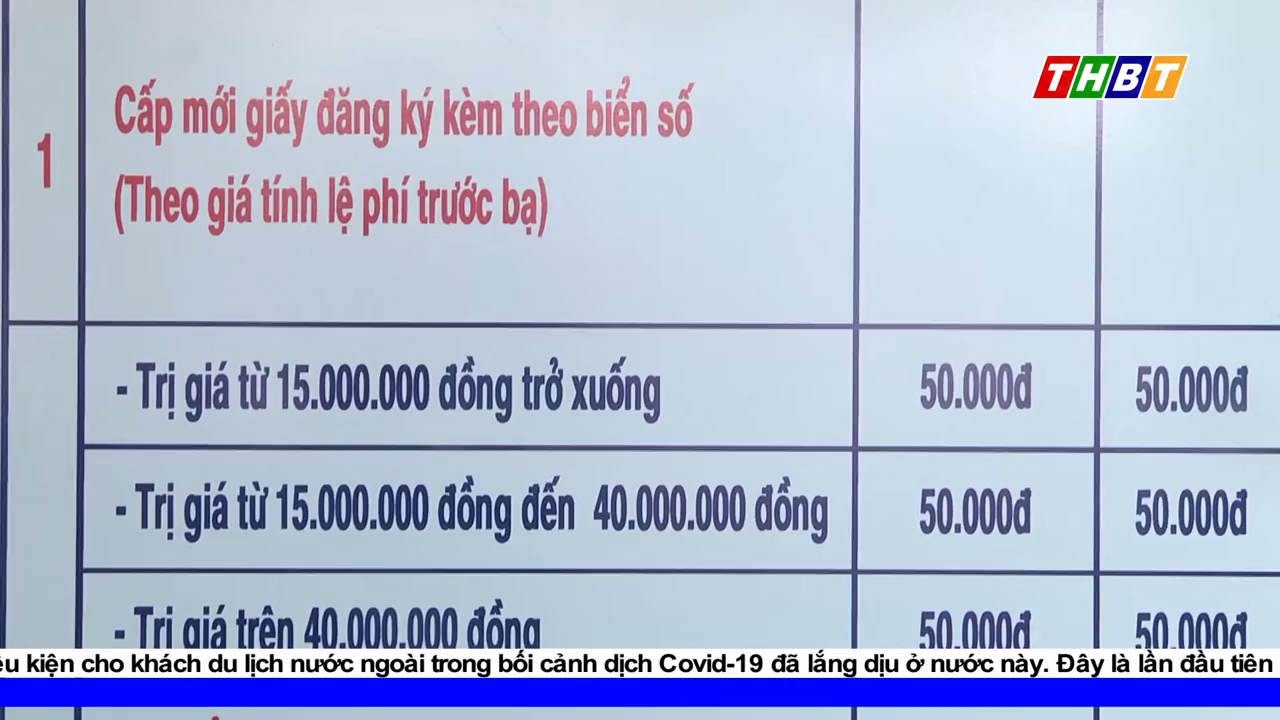 THBT
1
Cấp mới giấy đăng ký kèm theo biển số
(Theo giá tính lệ phí trước bạ)
- Trị giá từ 15.000.000 đồng trở xuống 50.000đ 50.000đ
- Trị giá từ 15.000.000 đồng đến 40.000.000 đồng 50.000đ 50.000đ
- Trị giá trên 40.000.000 đồng 50.000đ 50.000đ
kiện cho khách du lịch nước ngoài trong bối cảnh dịch Covid-19 đã lắng dịu ở nước này. Đây là lần đầu tiên